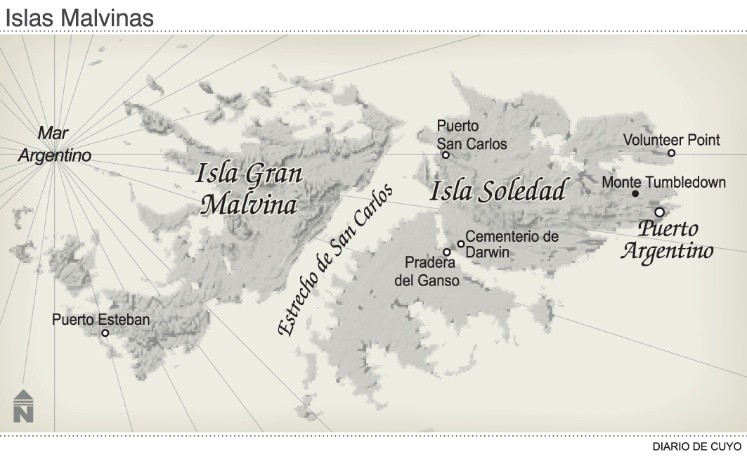 Islas Malvinas
Mar
Argentino
Isla Gran
Malvina
Estrecho de San Carlos
Puerto
San Carlos
Isla Soledad
Volunteer Point
Monte Tumbledown
Puerto
Argentino
Cementerio de
Darwin
Pradera
del Ganso
Puerto Esteban
N
DIARIO DE CUYO